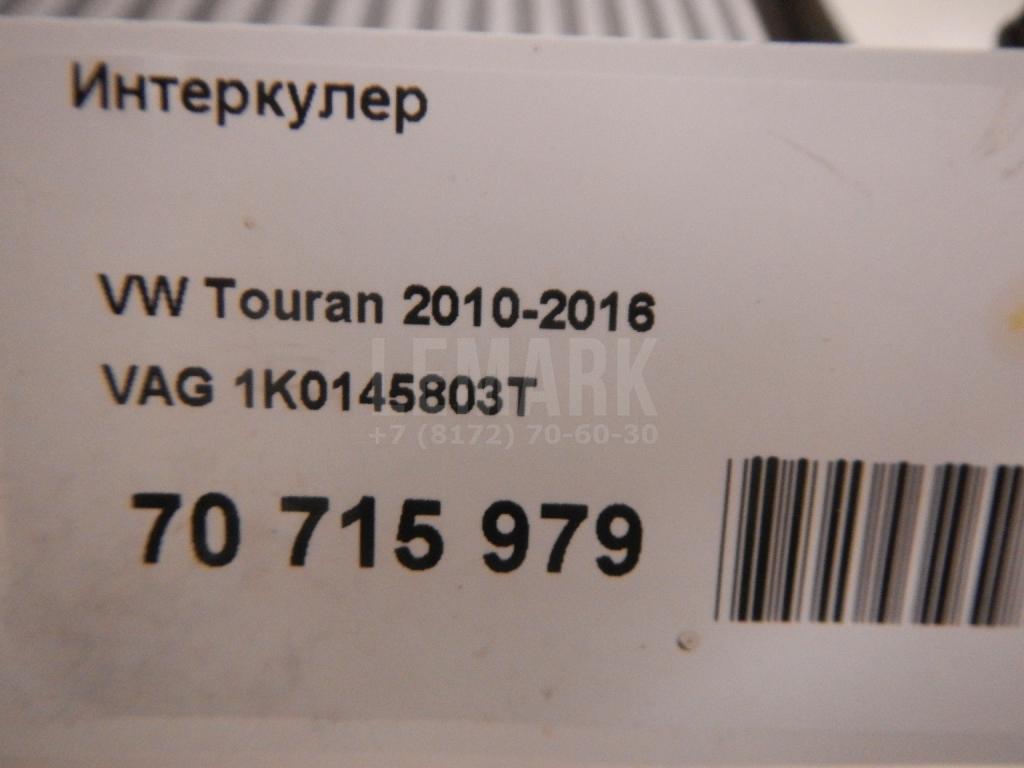 Интеркулер
VW Touran 2010-2016
LEMARK
VAG 1K0145803T
+7 (8172) 70-60-30
70 715 979